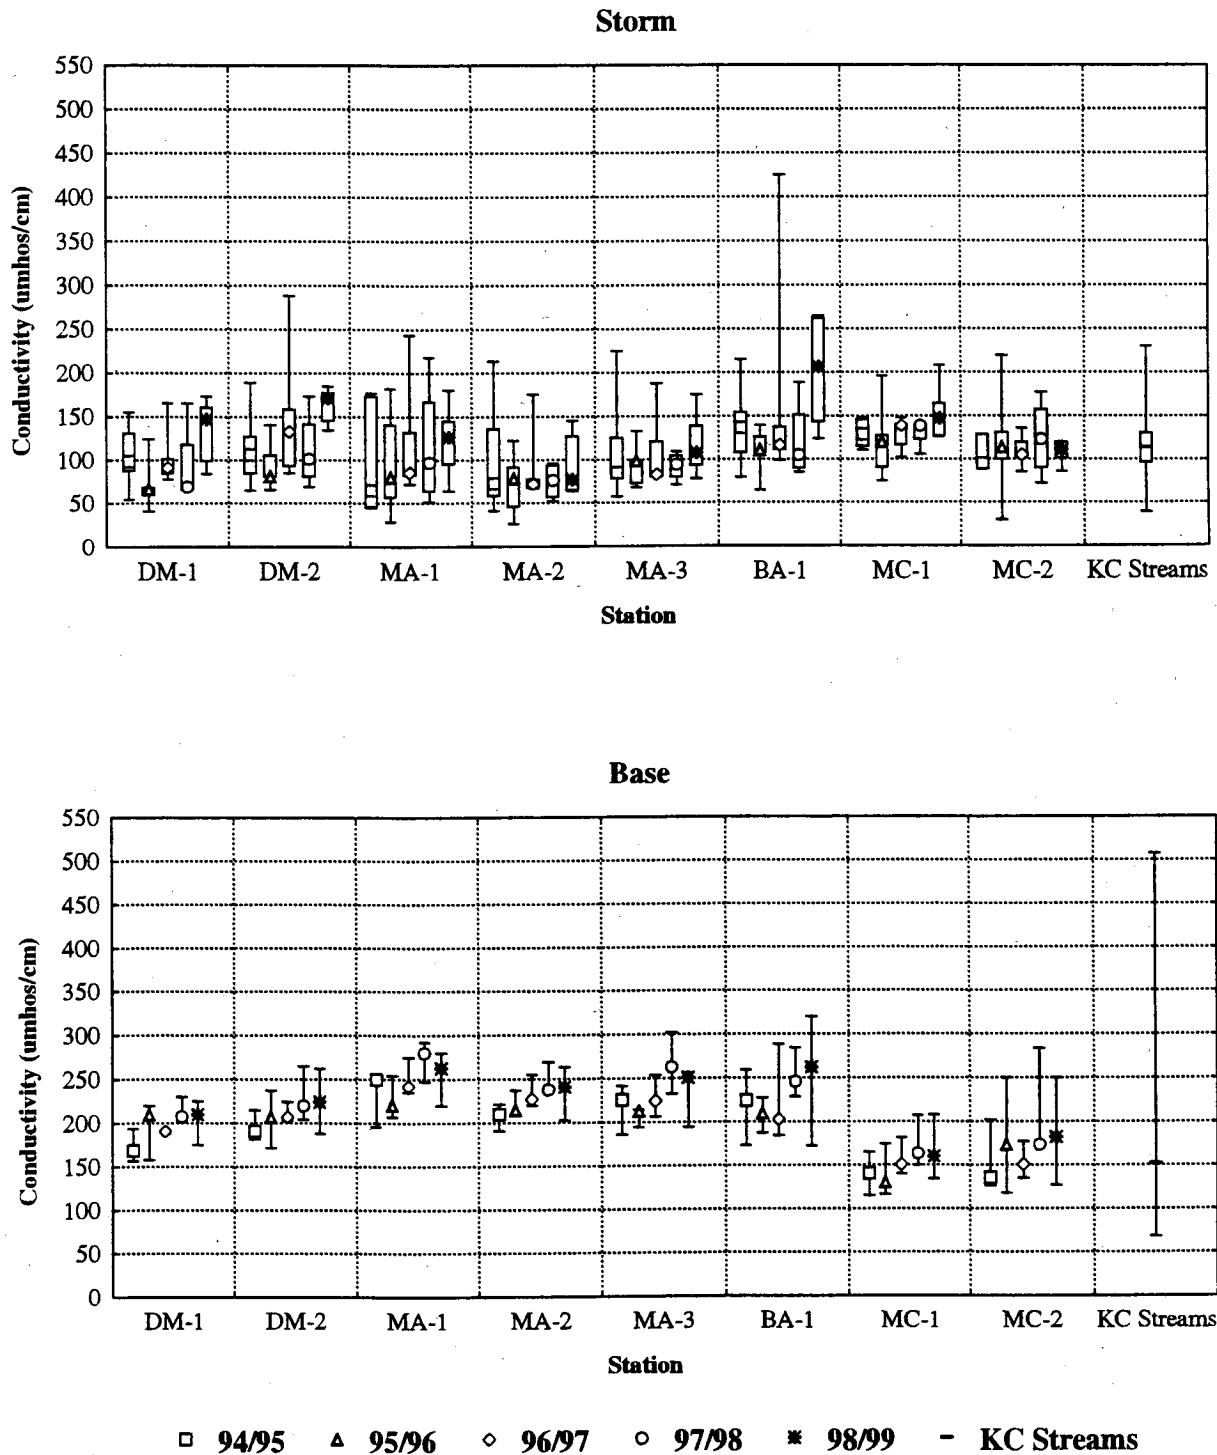 Storm
550
500
450
400
350
300
250
200
150
100
50
0
Conductivity (umhos/cm)
DM-1 DM-2 MA-1 MA-2 MA-3 BA-1 MC-1 MC-2 KC Streams
Station
Base
550
500
450
400
350
300
250
200
150
100
50
0
Conductivity (umhos/cm)
DM-1 DM-2 MA-1 MA-2 MA-3 BA-1 MC-1 MC-2 KC Streams
Station
94/95 95/96 96/97 97/98 98/99 KC Streams